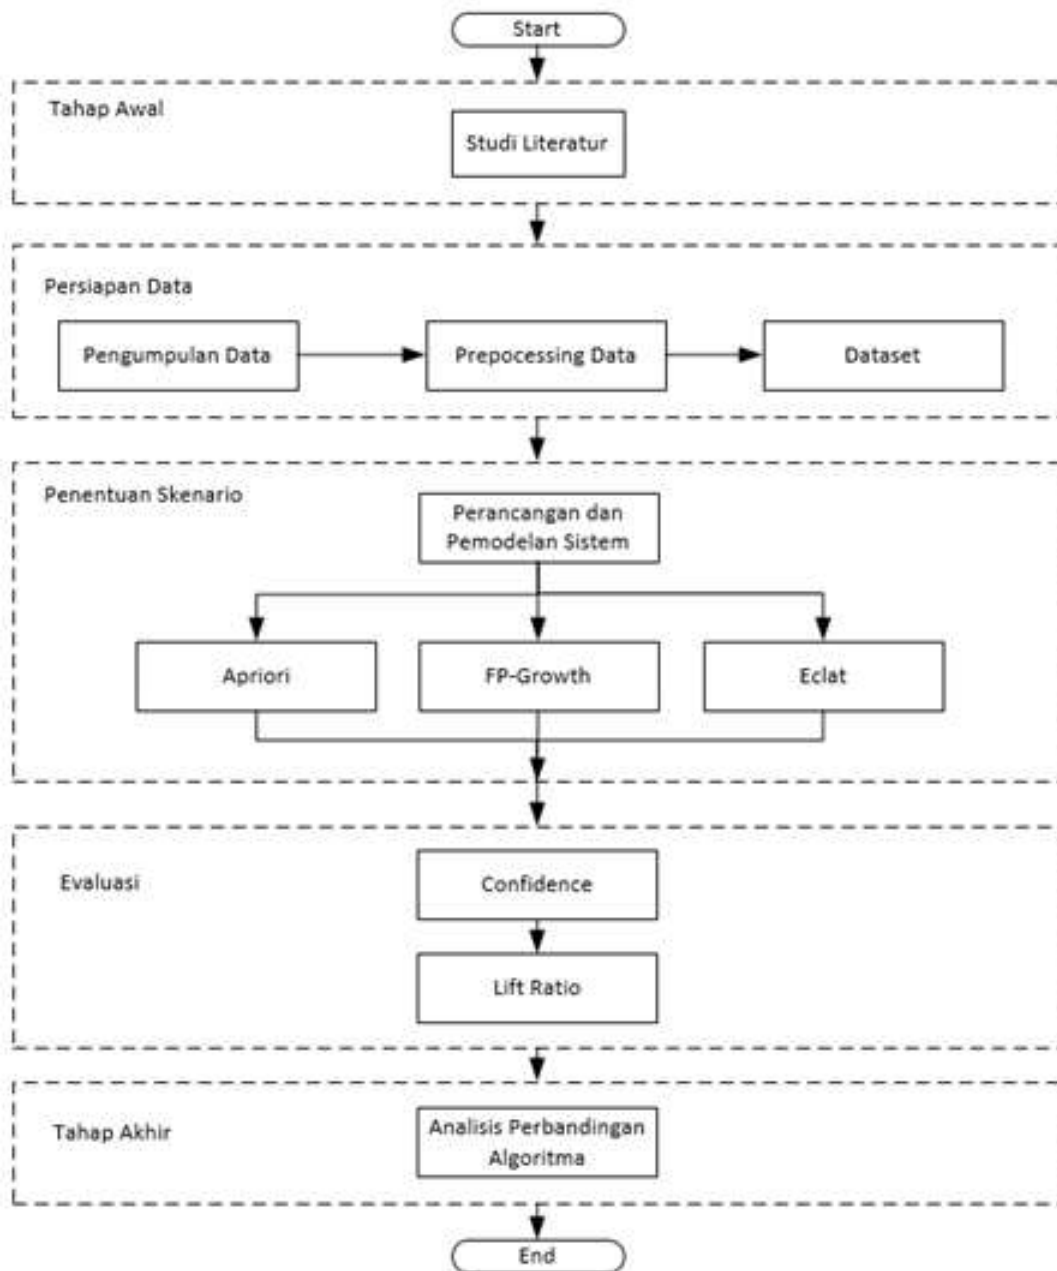 Start
Tahap Awal
Studi Literatur
Persiapan Data
Pengumpulan Data
Prepocessing Data
Dataset
Penentuan Skenario
Perancangan dan
Pemodelan Sistem
Apriori
FP-Growth
Eclat
Evaluasi
Confidence
Lift Ratio
Tahap Akhir
Analisis Perbandingan
Algoritma
End